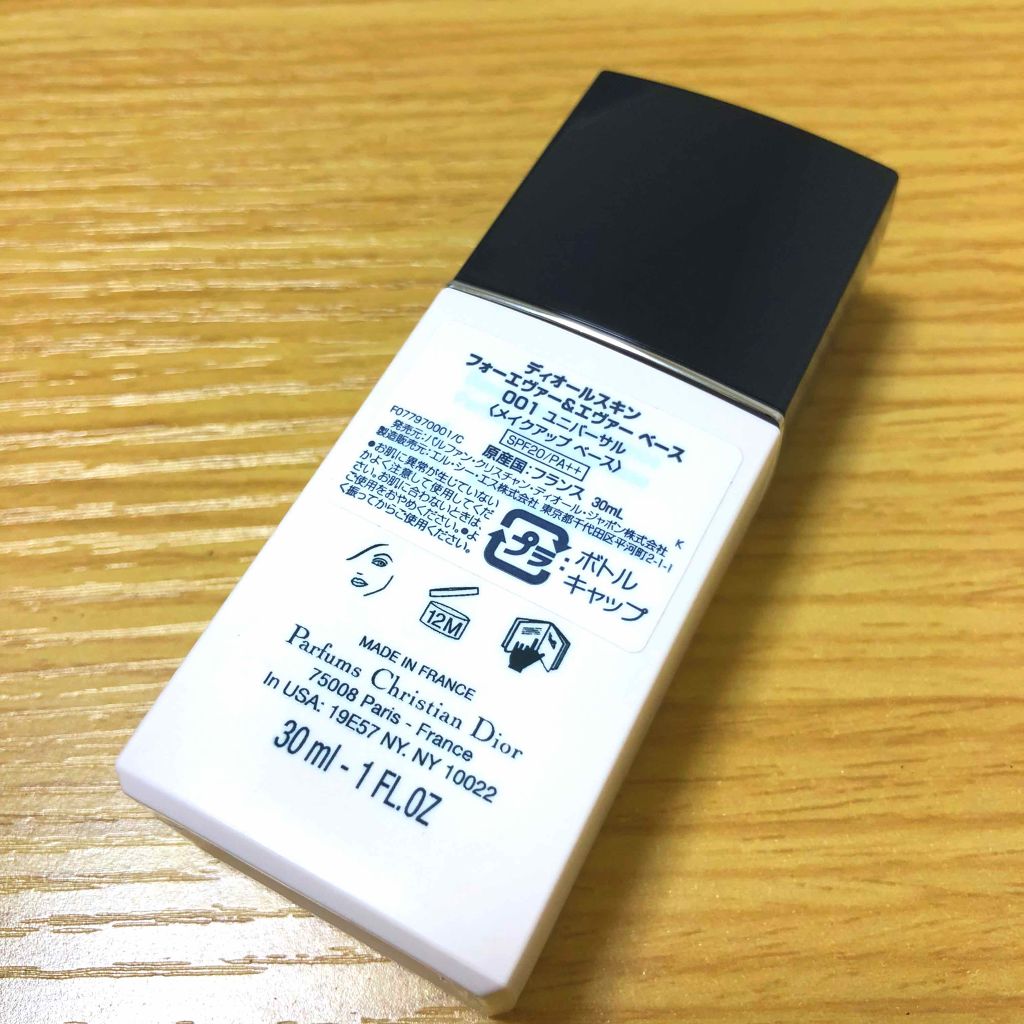 ディオールスキン
フォーエヴァー&エヴァー ベース
001 ユニバーサル
〈メイクアップ ベース〉
SPF20/PA++
F077970001/C
原産国:フランス 30mL
発売元:パルファン・クリスチャン・ディオール・ジャポン株式会社 K
製造販売元:エル・シー・エス株式会社 東京都千代田区平河町2-1-1
●お肌に異常が生じていない
かよく注意して使用してくだ
さい。お肌に合わないときは、
ご使用をおやめください。●よ
く振ってからご使用ください。
プラ
:ボトル
キャップ
12M
MADE IN FRANCE
Parfums Christian Dior
75008 Paris - France
In USA: 19E57 NY. NY 10022
30 ml - 1 FL.OZ